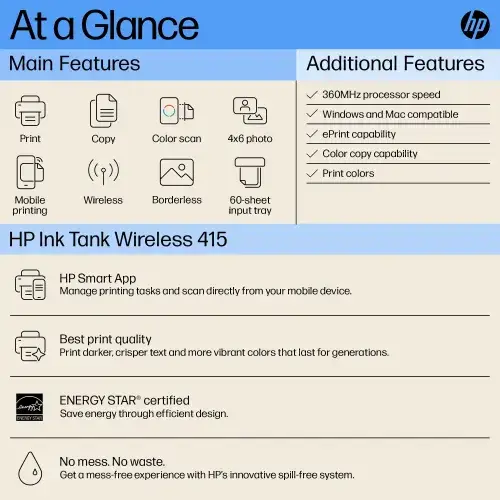 At a Glance
hp
Main Features
Additional Features
Print
Copy
Color scan
4x6 photo
Mobile
printing
Wireless
Borderless
60-sheet
input tray
360MHz processor speed
Windows and Mac compatible
ePrint capability
Color copy capability
Print colors
HP Ink Tank Wireless 415
HP Smart App
Manage printing tasks and scan directly from your mobile device.
Best print quality
Print darker, crisper text and more vibrant colors that last for generations.
energy
ENERGY STAR
ENERGY STAR® certified
Save energy through efficient design.
No mess. No waste.
Get a mess-free experience with HP's innovative spill-free system.